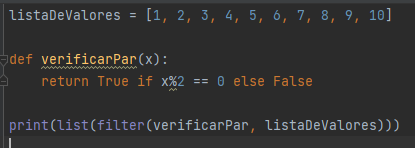 listaDeValores = [1, 2, 3, 4, 5, 6, 7, 8, 9, 10]
def verificarPar(x):
    return True if x%2 == 0 else False
print(list(filter(verificarPar, listaDeValores)))